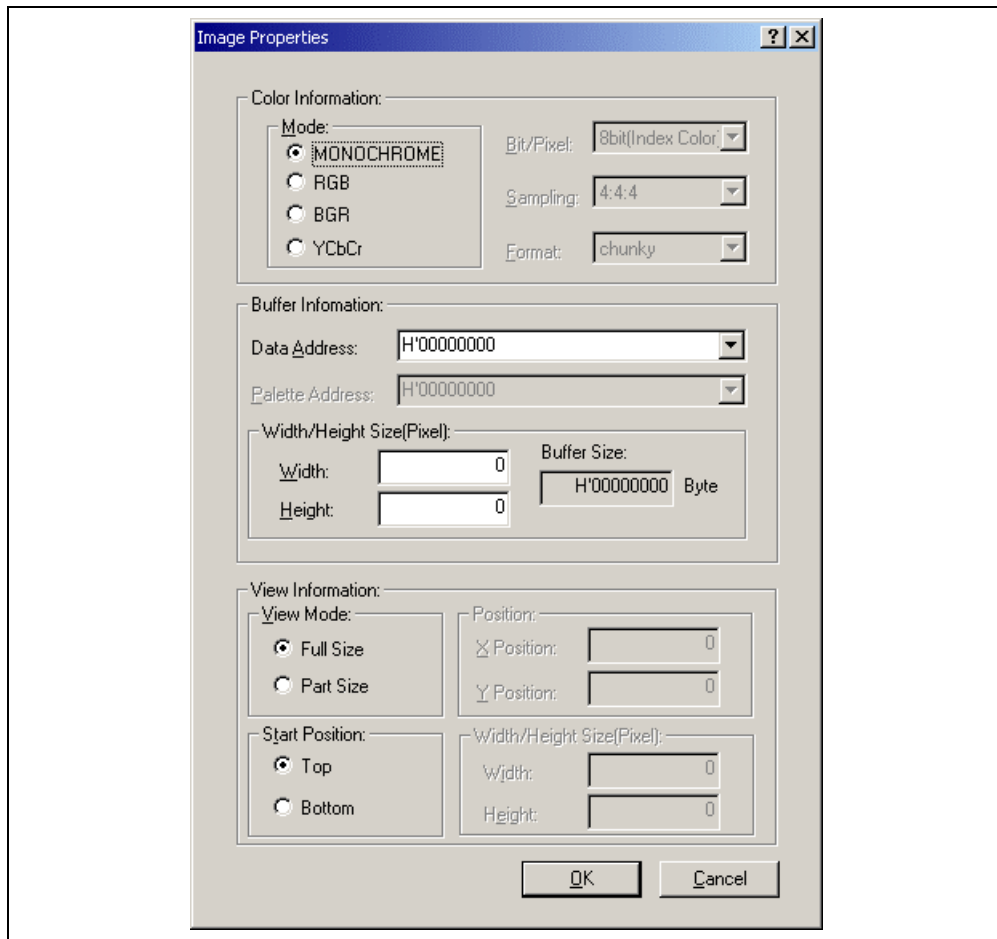 Image Properties
Color Information:
Mode:
MONOCHROME
RGB
BGR
YCbCr
Bit/Pixel: 8bit(Index Color)
Sampling: 4:4:4
Format: chunky
Buffer Infomation:
Data Address: H'00000000
Palette Address: H'00000000
Width/Height Size(Pixel):
Width: 0
Height: 0
Buffer Size:
H'00000000 Byte
View Information:
View Mode:
Full Size
Part Size
Position:
X Position: 0
Y Position: 0
Start Position:
Top
Bottom
Width/Height Size(Pixel):
Width: 0
Height: 0
OK Cancel